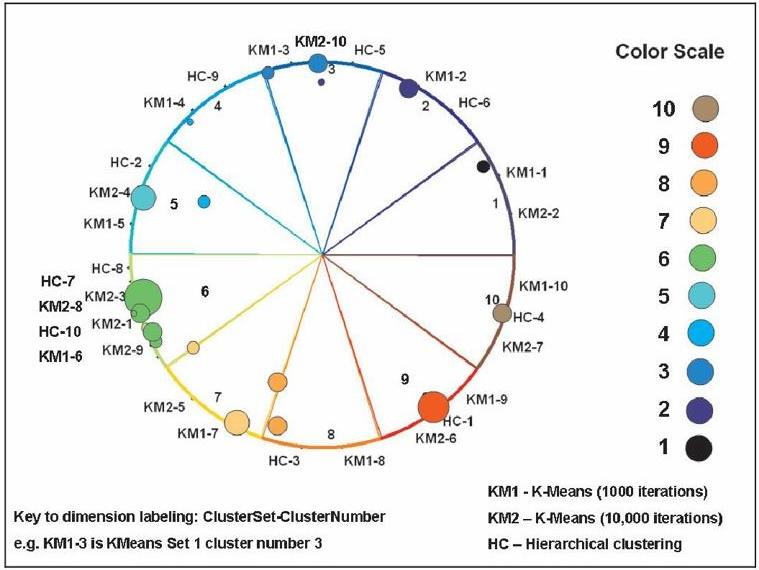 KM2-10
KM1-3
HC-5
3
HC-9
4
KM1-4
KM1-2
2
HC-6
HC-2
KM2-4
5
KM1-5
KM1-1
1
KM2-2
HC-8
HC-7
KM2-3
6
KM2-8
KM2-1
HC-10
KM2-9
KM1-6
KM1-10
10
HC-4
KM2-7
KM2-5
7
KM1-7
HC-3
8
KM1-8
9
KM1-9
HC-1
KM2-6
Color Scale
10
9
8
7
6
5
4
3
2
1
Key to dimension labeling: ClusterSet-ClusterNumber
e.g. KM1-3 is KMeans Set 1 cluster number 3
KM1 - K-Means (1000 iterations)
KM2 – K-Means (10,000 iterations)
HC – Hierarchical clustering